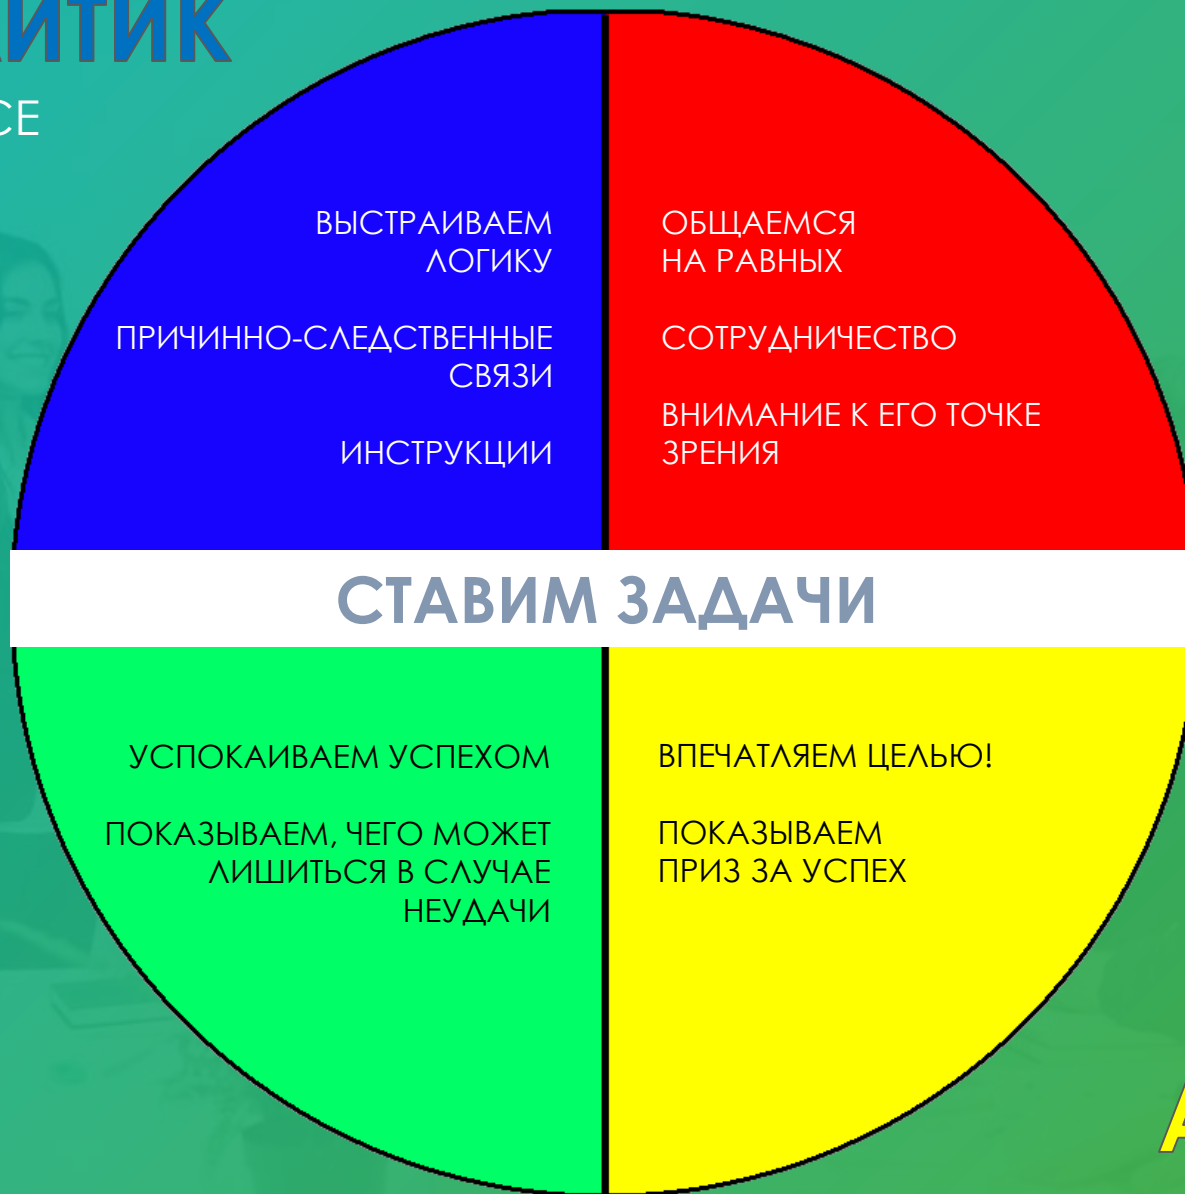 СЕ
ВЫСТРАИВАЕМ
ЛОГИКУ
ПРИЧИННО-СЛЕДСТВЕННЫЕ
СВЯЗИ
ИНСТРУКЦИИ
ОБЩАЕМСЯ
НА РАВНЫХ
СОТРУДНИЧЕСТВО
ВНИМАНИЕ К ЕГО ТОЧКЕ
ЗРЕНИЯ
СТАВИМ ЗАДАЧИ
УСПОКАИВАЕМ УСПЕХОМ
ПОКАЗЫВАЕМ, ЧЕГО МОЖЕТ
ЛИШИТЬСЯ В СЛУЧАЕ
НЕУДАЧИ
ВПЕЧАТЛЯЕМ ЦЕЛЬЮ!
ПОКАЗЫВАЕМ
ПРИЗ ЗА УСПЕХ